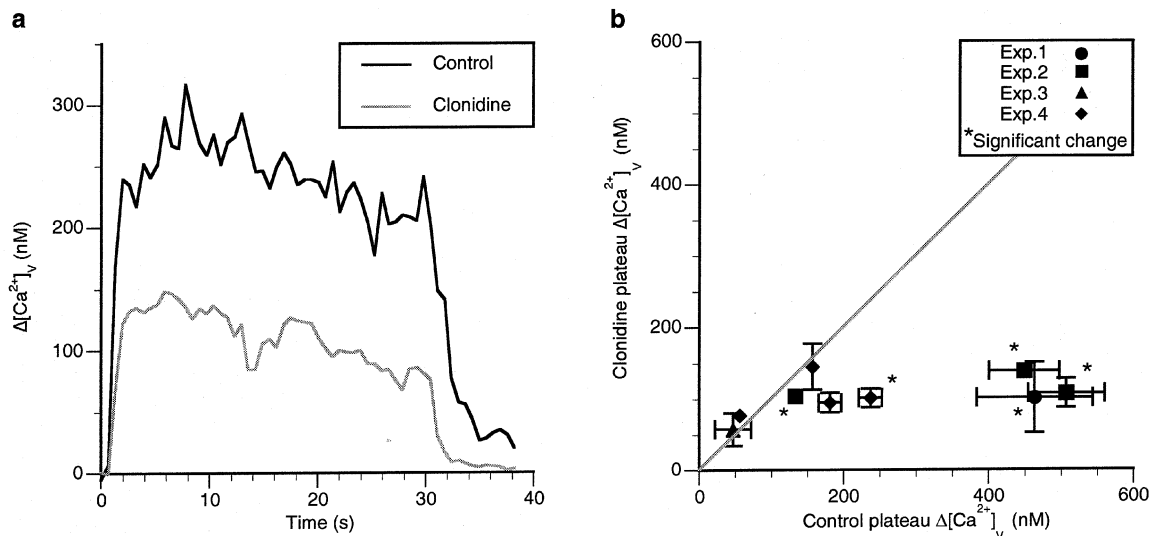 a
Control
Clonidine
300
200
100
0
Δ[Ca2+]V (nM)
0 10 20 30 40
Time (s)
b
600
400
200
0
Clonidine plateau Δ[Ca2+]V (nM)
Exp.1
Exp.2
Exp.3
Exp.4
*Significant change
*
*
*
*
*
0 200 400 600
Control plateau Δ[Ca2+]V (nM)